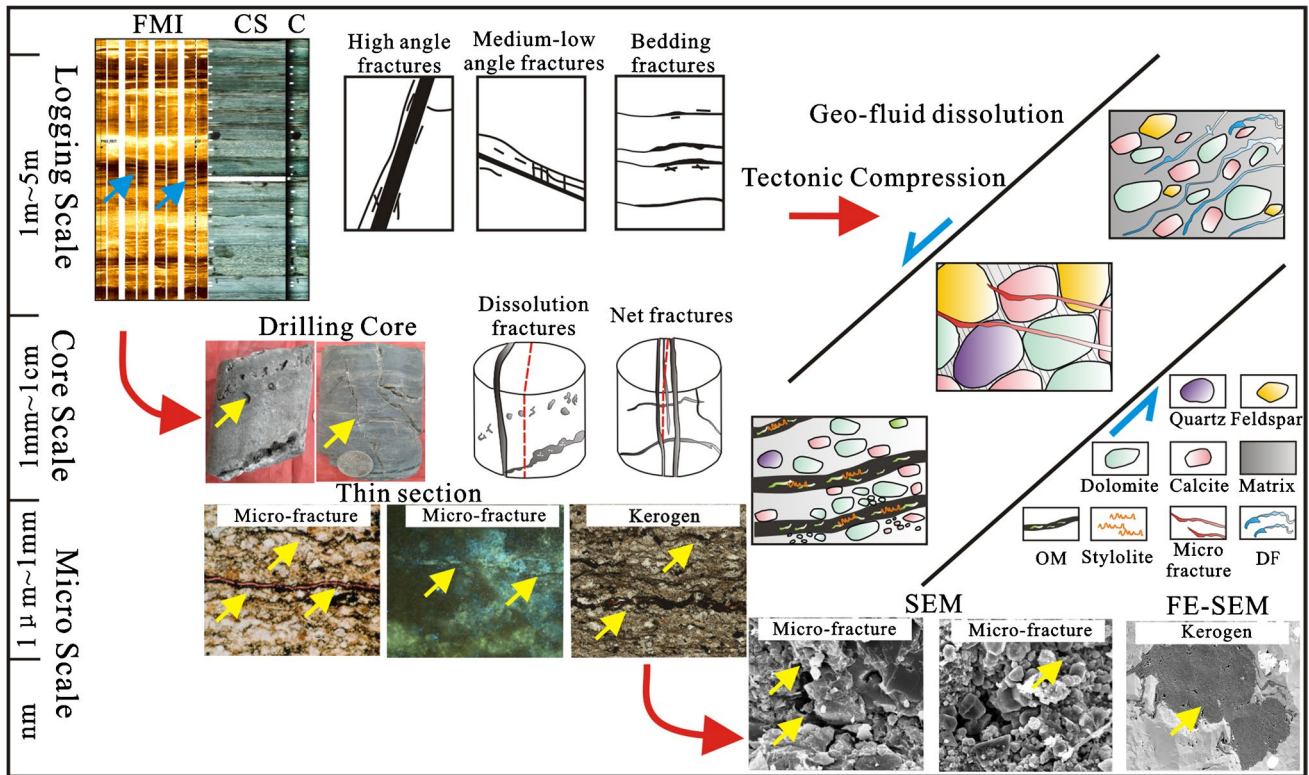 FMI
CS
C
High angle
fractures
Medium-low
angle fractures
Bedding
fractures
Logging Scale
1m~5m
Geo-fluid dissolution
Tectonic Compression
Drilling Core
Dissolution
fractures
Net fractures
Core Scale
1mm~1cm
Quartz
Feldspar
Dolomite
Calcite
Matrix
OM
Stylolite
Micro
fracture
DF
Thin section
Micro-fracture
Micro-fracture
Kerogen
Micro Scale
1μm~1mm
nm
SEM
FE-SEM
Micro-fracture
Micro-fracture
Kerogen